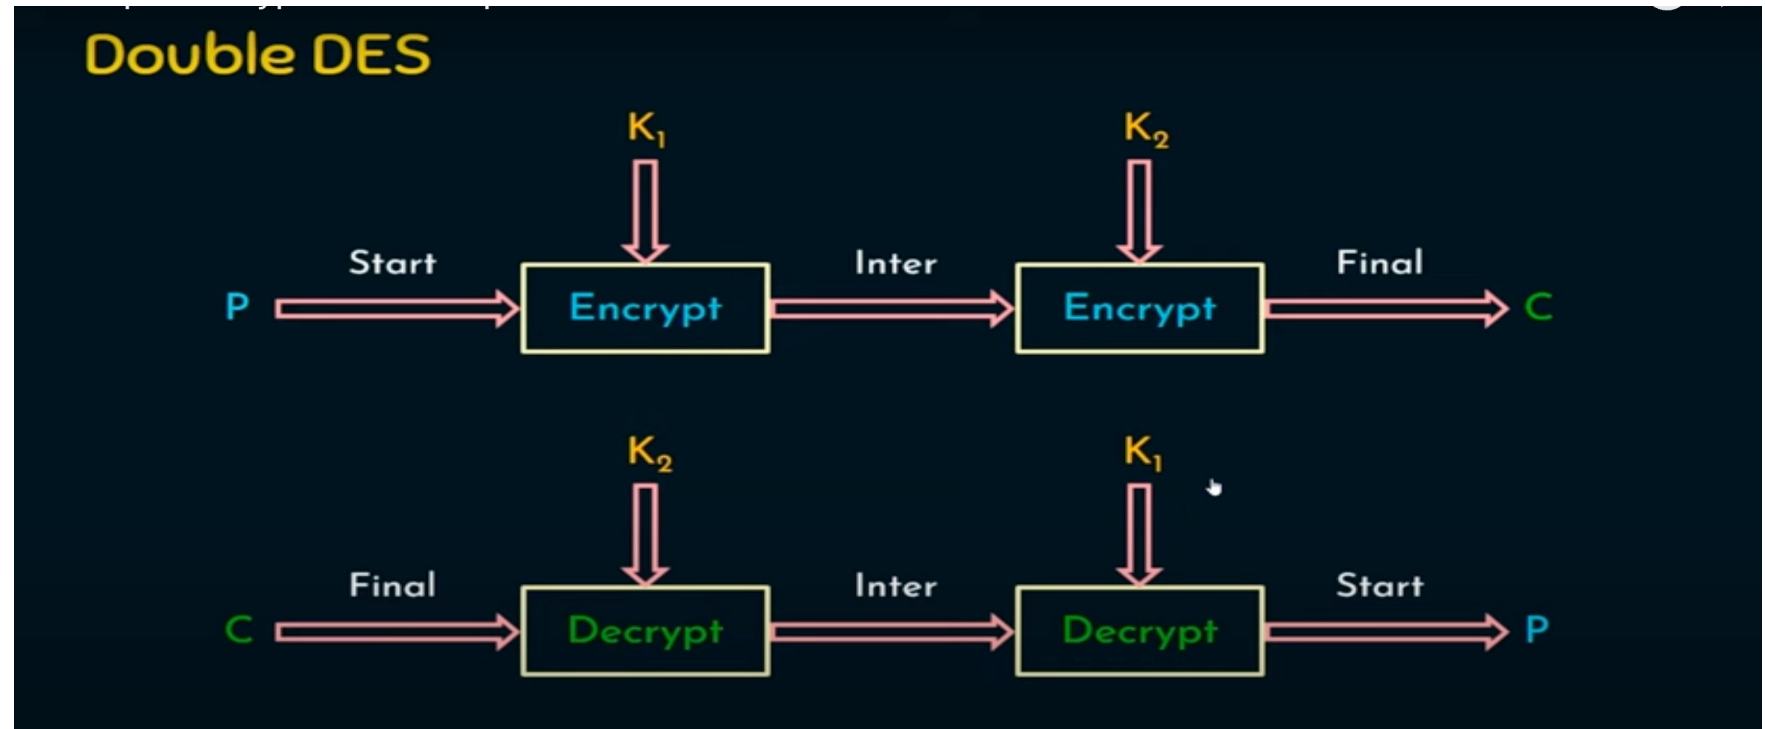 Double DES
K₁ K₂
Start Inter Final
P Encrypt Encrypt C
K₂ K₁
Final Inter Start
C Decrypt Decrypt P